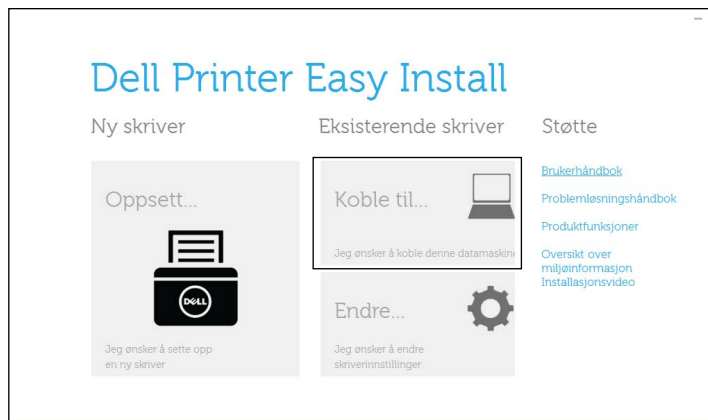 Dell Printer Easy Install
Ny skriver
Oppsett...
DELL
Jeg ønsker å sette opp
en ny skriver
Eksisterende skriver
Koble til...
Jeg ønsker å koble denne datamaskine
Endre...
Jeg ønsker å endre
skriverinnstillinger
Støtte
Brukerhåndbok
Problemløsningshåndbok
Produktfunksjoner
Oversikt over
miljøinformasjon
Installasjonsvideo